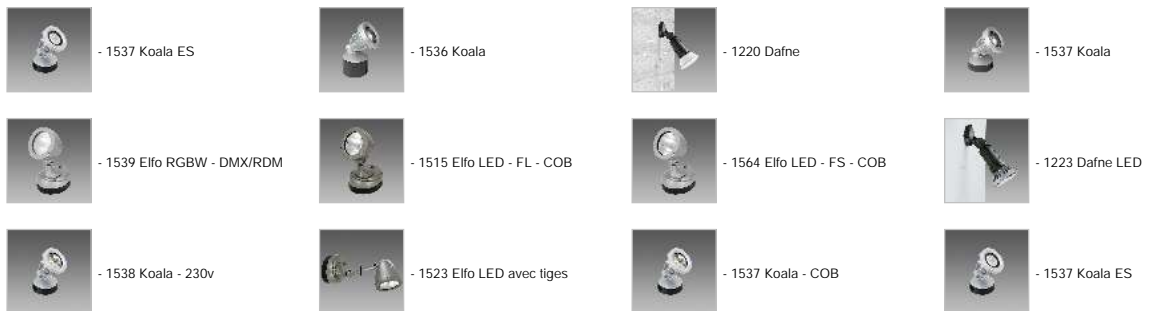 - 1537 Koala ES
- 1536 Koala
- 1220 Dafne
- 1537 Koala
- 1539 Elfo RGBW - DMX/RDM
- 1515 Elfo LED - FL - COB
- 1564 Elfo LED - FS - COB
- 1223 Dafne LED
- 1538 Koala - 230v
- 1523 Elfo LED avec tiges
- 1537 Koala - COB
- 1537 Koala ES